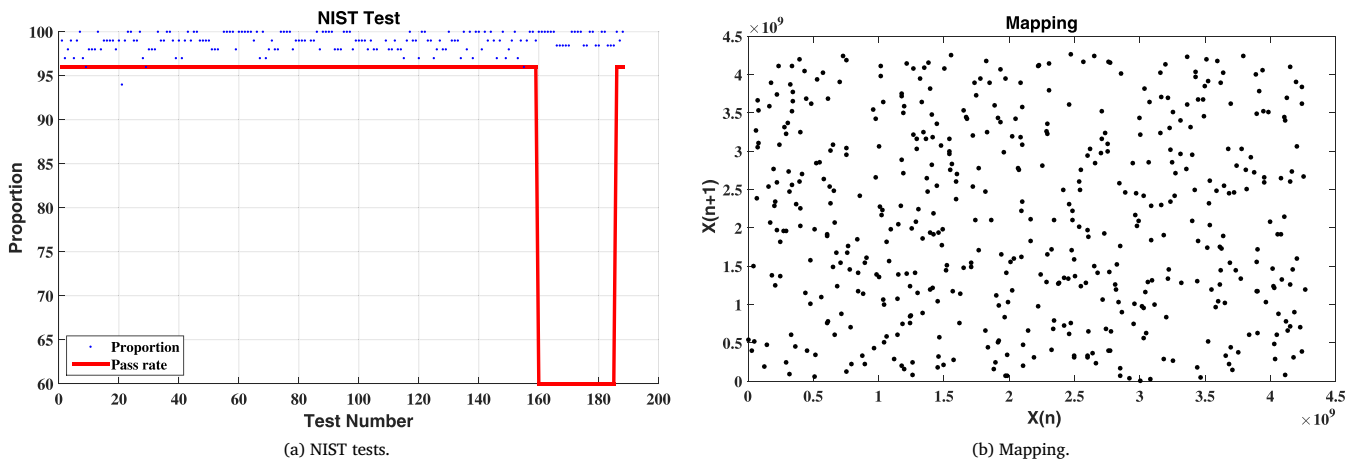 NIST Test
100
95
90
85
80
75
70
65
60
Proportion
Proportion
Pass rate
0 20 40 60 80 100 120 140 160 180 200
Test Number
(a) NIST tests.
Mapping
×10^9
4.5
4
3.5
3
2.5
2
1.5
1
0.5
0
X(n+1)
0 0.5 1 1.5 2 2.5 3 3.5 4 4.5
X(n)
×10^9
(b) Mapping.